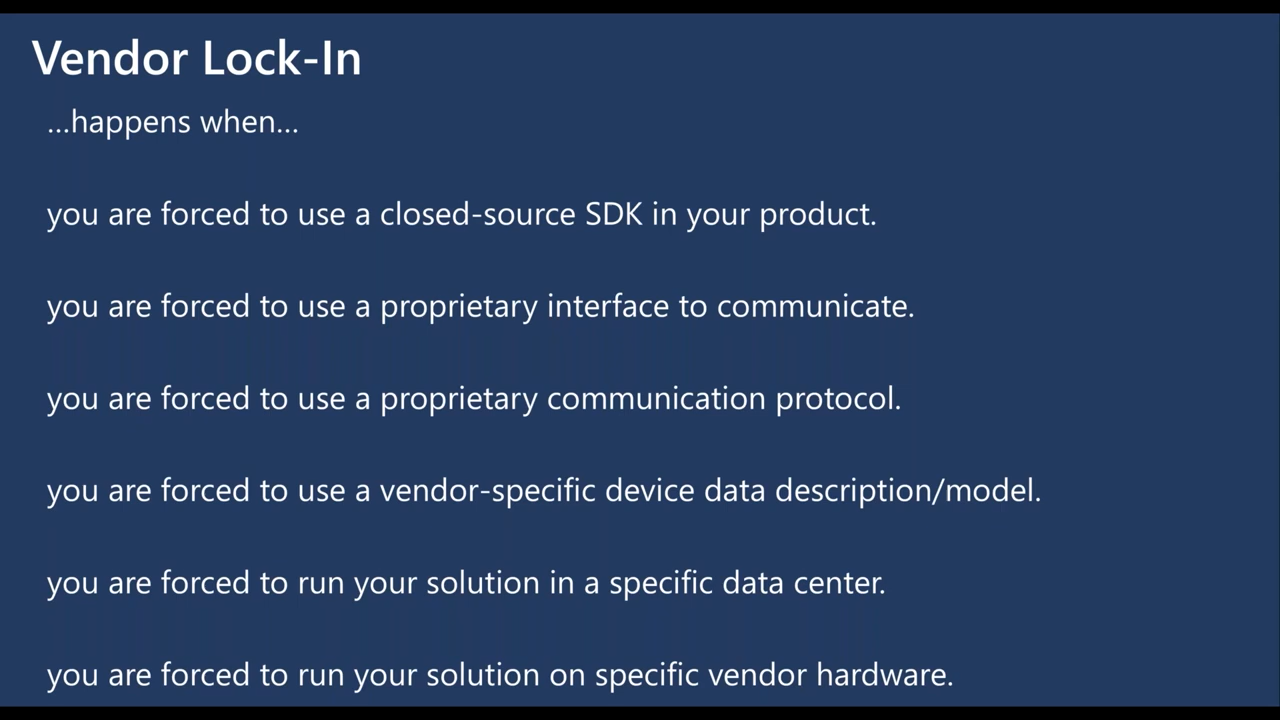 Vendor Lock-In
...happens when...
you are forced to use a closed-source SDK in your product.
you are forced to use a proprietary interface to communicate.
you are forced to use a proprietary communication protocol.
you are forced to use a vendor-specific device data description/model.
you are forced to run your solution in a specific data center.
you are forced to run your solution on specific vendor hardware.